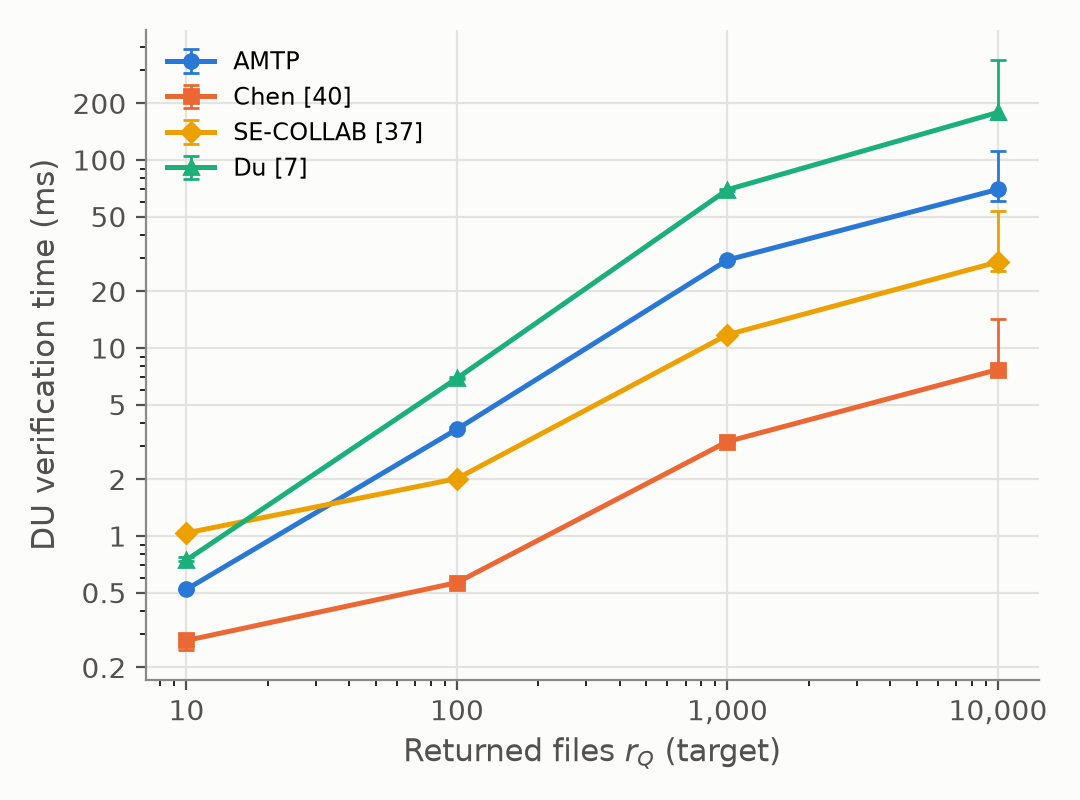 AMTP
Chen [40]
SE-COLLAB [37]
Du [7]
DU verification time (ms)
200
100
50
20
10
5
2
1
0.5
0.2
10
100
1,000
10,000
Returned files r_Q (target)